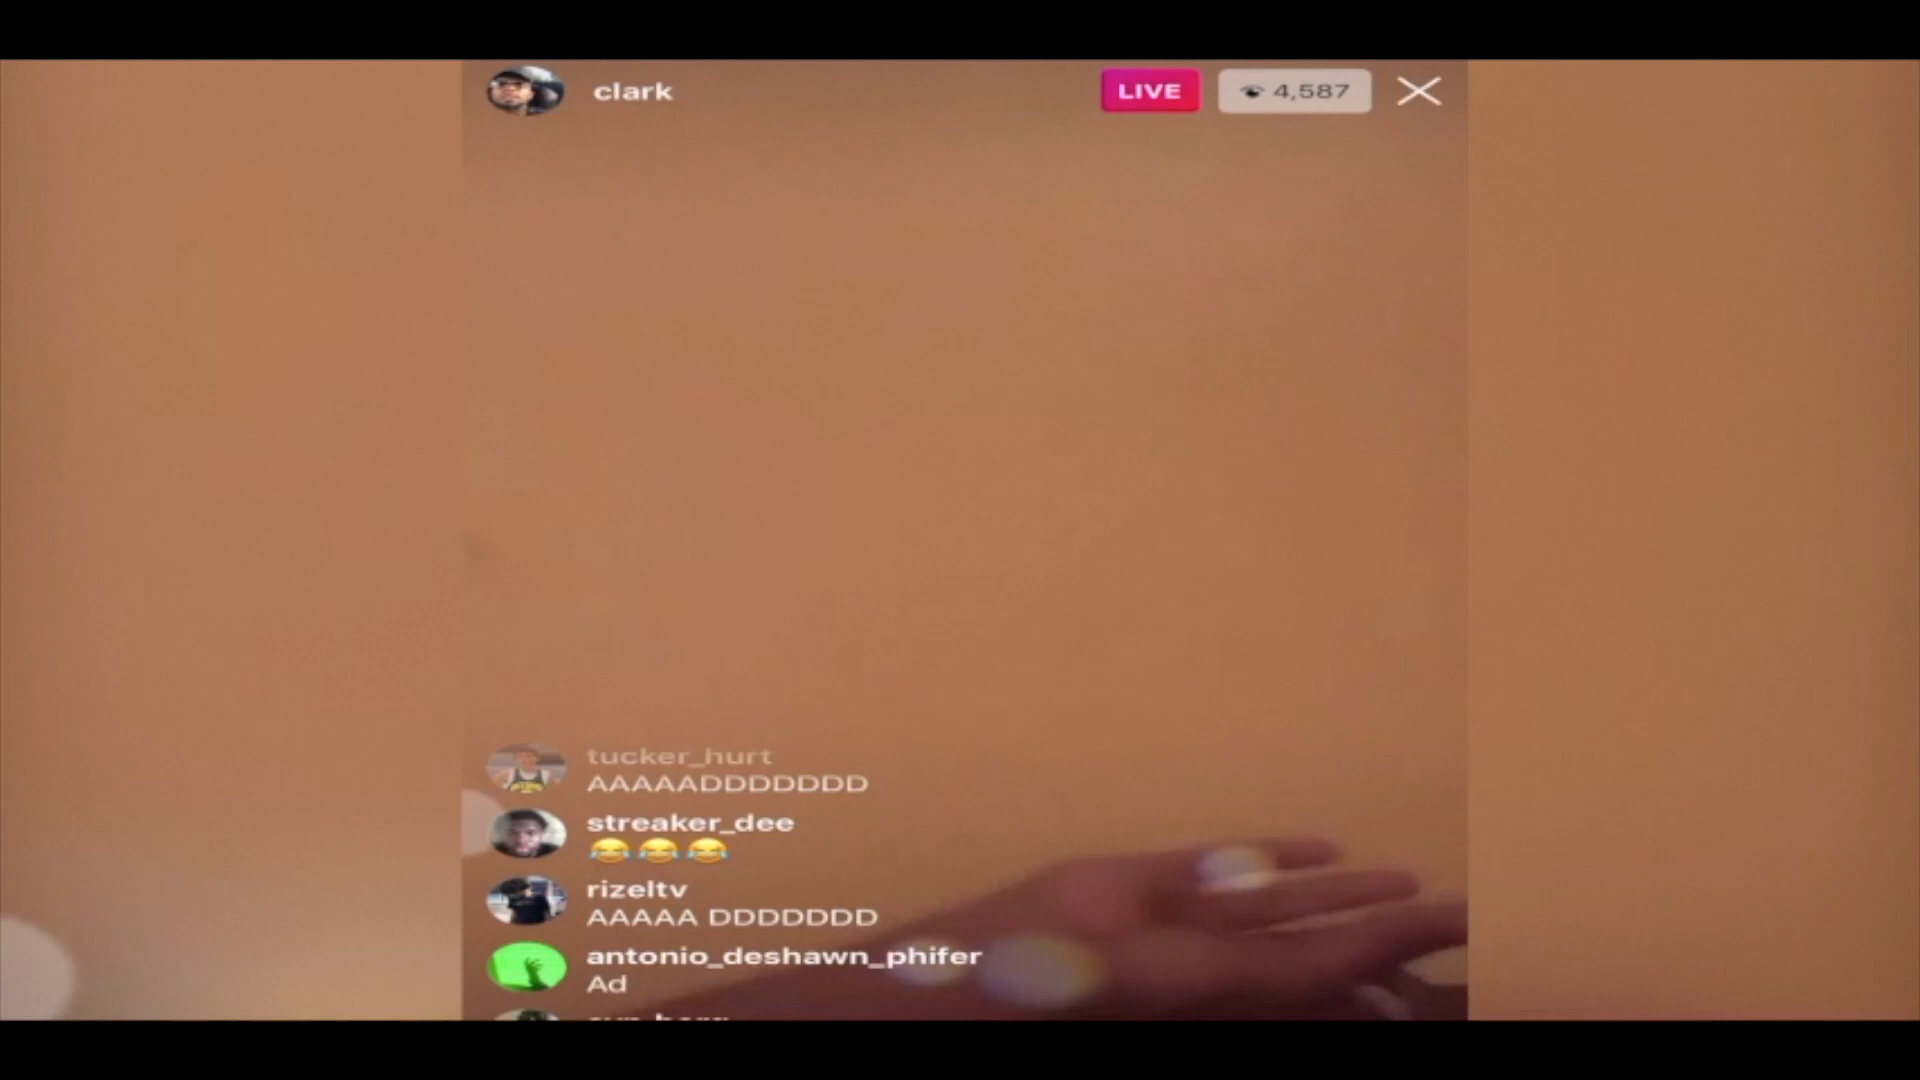 clark
LIVE
4,587
tucker_hurt
AAAAADDDDDDD
streaker_dee
😂😂😂
rizeltv
AAAAA DDDDDDD
antonio_deshawn_phifer
Ad